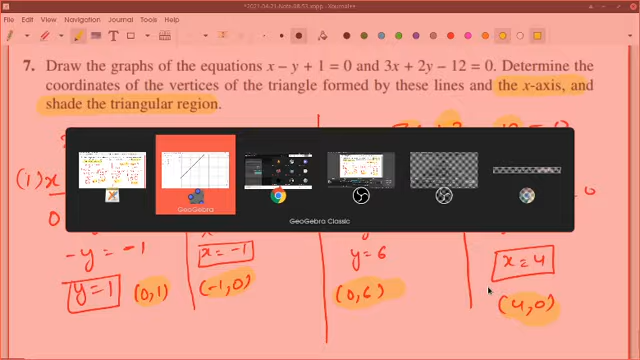 *2021-04-21-Note-08-53.xopp - Xournal++
File Edit View Navigation Journal Tools Plugin Help
7. Draw the graphs of the equations x − y + 1 = 0 and 3x + 2y − 12 = 0. Determine the
coordinates of the vertices of the triangle formed by these lines and the x-axis, and
shade the triangular region.
(1) x
0
GeoGebra
GeoGebra Classic
-y = -1
y = 1
(0,1)
x = -1
(-1,0)
y = 6
(0,6)
x = 4
(4,0)